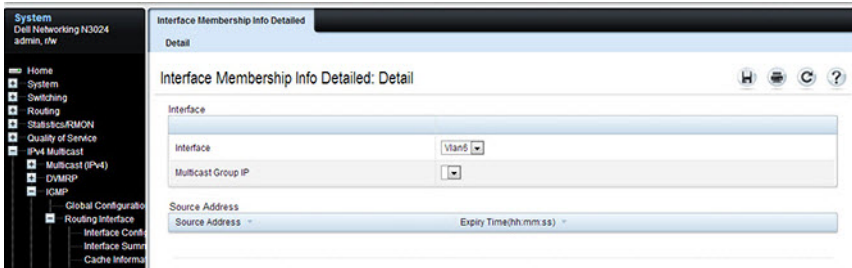 System
Dell Networking N3024
admin, r/w
Home
System
Switching
Routing
Statistics/RMON
Quality of Service
IPv4 Multicast
Multicast (IPv4)
DVMRP
IGMP
Global Configuratio
Routing Interface
Interface Config
Interface Summ
Cache Informa
Interface Membership Info Detailed
Detail
Interface Membership Info Detailed: Detail
?
Interface
Interface Vlan6
Multicast Group IP
Source Address
Source Address Expiry Time(hh:mm:ss)